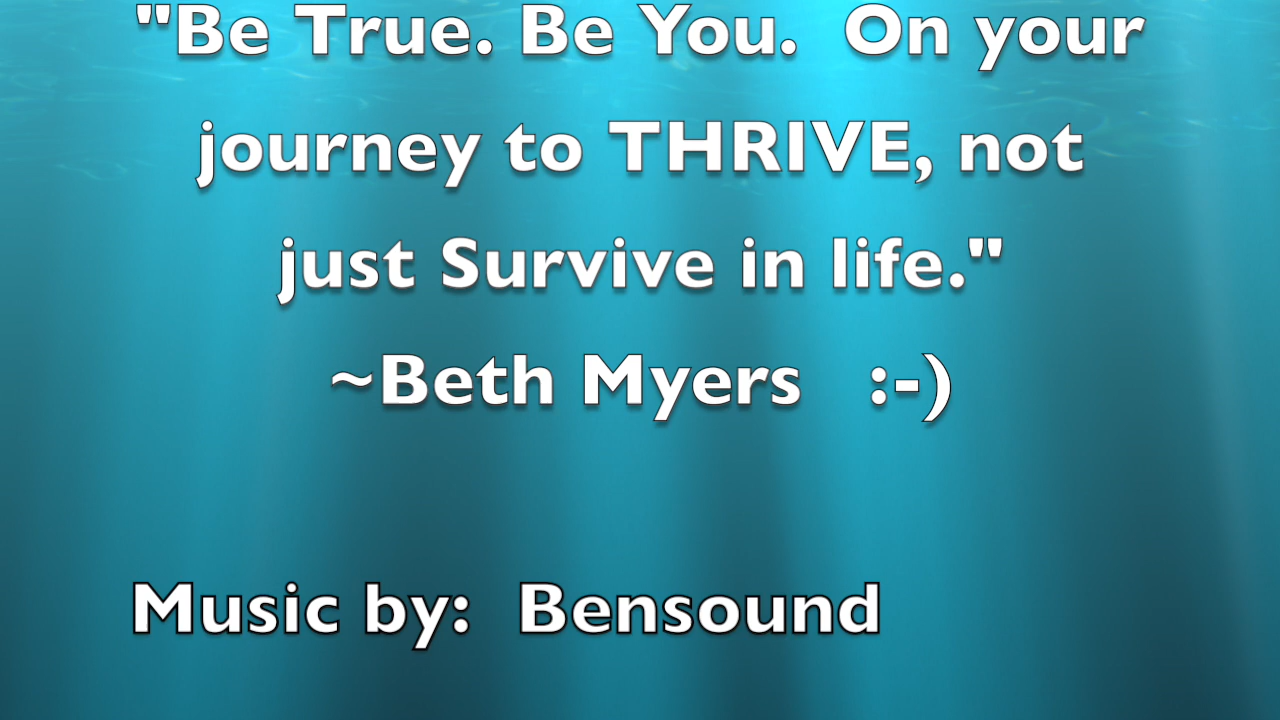 "Be True. Be You.  On your
journey to THRIVE, not
just Survive in life."
~Beth Myers   :-)
Music by:  Bensound